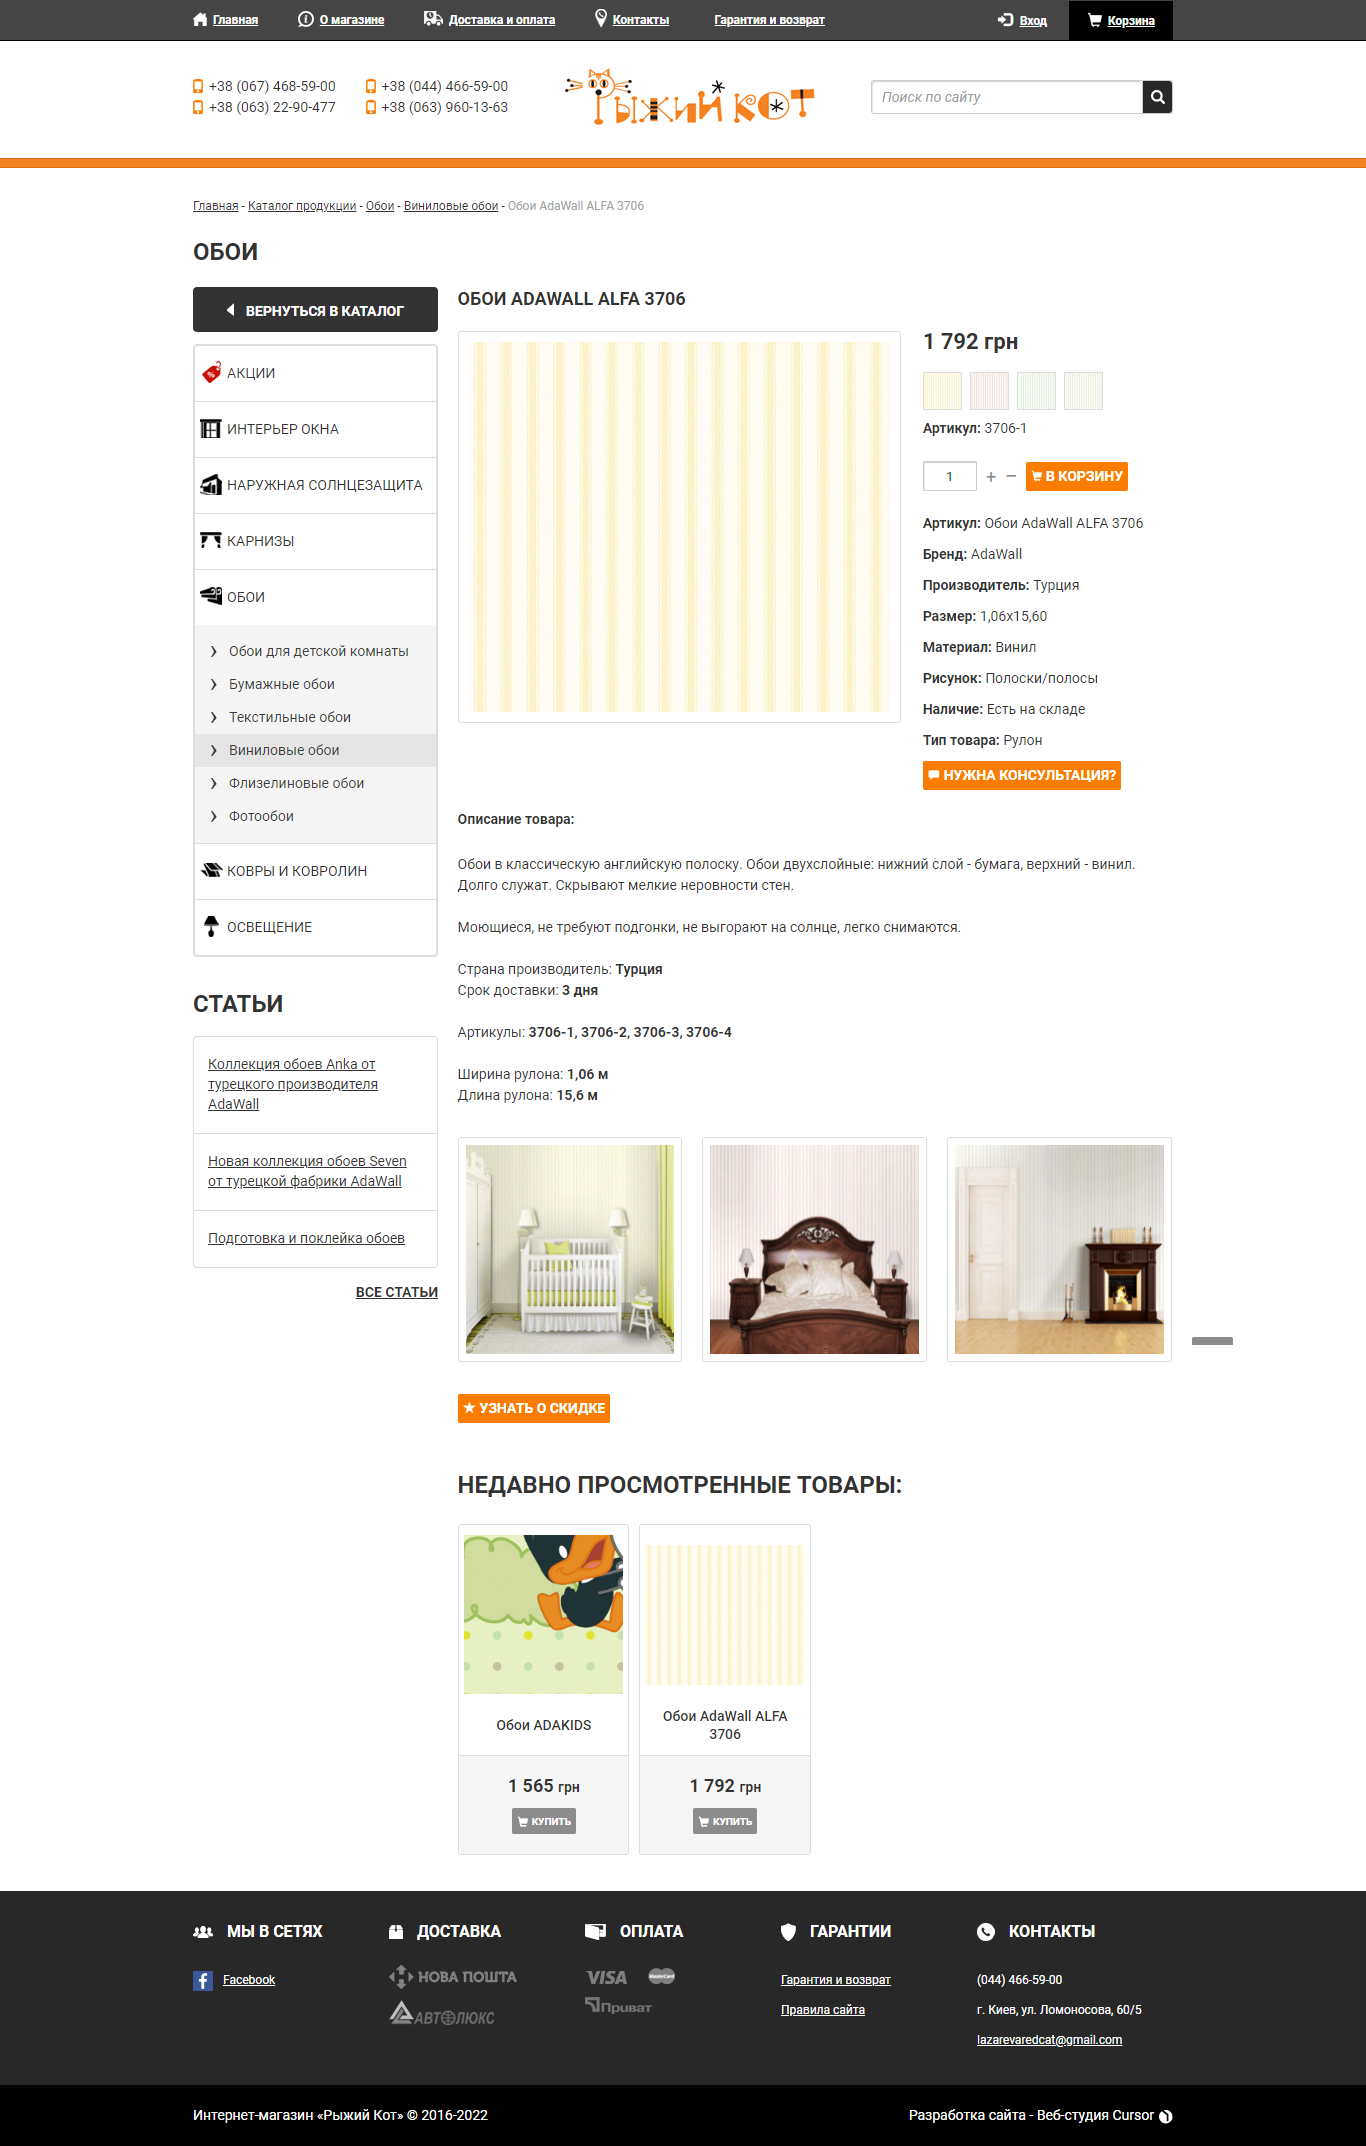 Главная
О магазине
Доставка и оплата
Контакты
Гарантия и возврат
Вход
Корзина
+38 (067) 468-59-00
+38 (044) 466-59-00
+38 (063) 22-90-477
+38 (063) 960-13-63
Рыжий кот
Поиск по сайту
Главная - Каталог продукции - Обои - Виниловые обои - Обои AdaWall ALFA 3706
ОБОИ
ВЕРНУТЬСЯ В КАТАЛОГ
АКЦИИ
ИНТЕРЬЕР ОКНА
НАРУЖНАЯ СОЛНЦЕЗАЩИТА
КАРНИЗЫ
ОБОИ
Обои для детской комнаты
Бумажные обои
Текстильные обои
Виниловые обои
Флизелиновые обои
Фотообои
КОВРЫ И КОВРОЛИН
ОСВЕЩЕНИЕ
СТАТЬИ
Коллекция обоев Anka от
турецкого производителя
AdaWall
Новая коллекция обоев Seven
от турецкой фабрики AdaWall
Подготовка и поклейка обоев
ВСЕ СТАТЬИ
ОБОИ ADAWALL ALFA 3706
1 792 грн
Артикул: 3706-1
1 + − В КОРЗИНУ
Артикул: Обои AdaWall ALFA 3706
Бренд: AdaWall
Производитель: Турция
Размер: 1,06х15,60
Материал: Винил
Рисунок: Полоски/полосы
Наличие: Есть на складе
Тип товара: Рулон
НУЖНА КОНСУЛЬТАЦИЯ?
Описание товара:
Обои в классическую английскую полоску. Обои двухслойные: нижний слой - бумага, верхний - винил.
Долго служат. Скрывают мелкие неровности стен.
Моющиеся, не требуют подгонки, не выгорают на солнце, легко снимаются.
Страна производитель: Турция
Срок доставки: 3 дня
Артикулы: 3706-1, 3706-2, 3706-3, 3706-4
Ширина рулона: 1,06 м
Длина рулона: 15,6 м
УЗНАТЬ О СКИДКЕ
НЕДАВНО ПРОСМОТРЕННЫЕ ТОВАРЫ:
Обои ADAKIDS
1 565 грн
КУПИТЬ
Обои AdaWall ALFA
3706
1 792 грн
КУПИТЬ
МЫ В СЕТЯХ
Facebook
ДОСТАВКА
НОВА ПОШТА
АВТОЛЮКС
ОПЛАТА
VISA
MasterCard
Приват
ГАРАНТИИ
Гарантия и возврат
Правила сайта
КОНТАКТЫ
(044) 466-59-00
г. Киев, ул. Ломоносова, 60/5
lazarevaredcat@gmail.com
Интернет-магазин «Рыжий Кот» © 2016-2022
Разработка сайта - Веб-студия Cursor